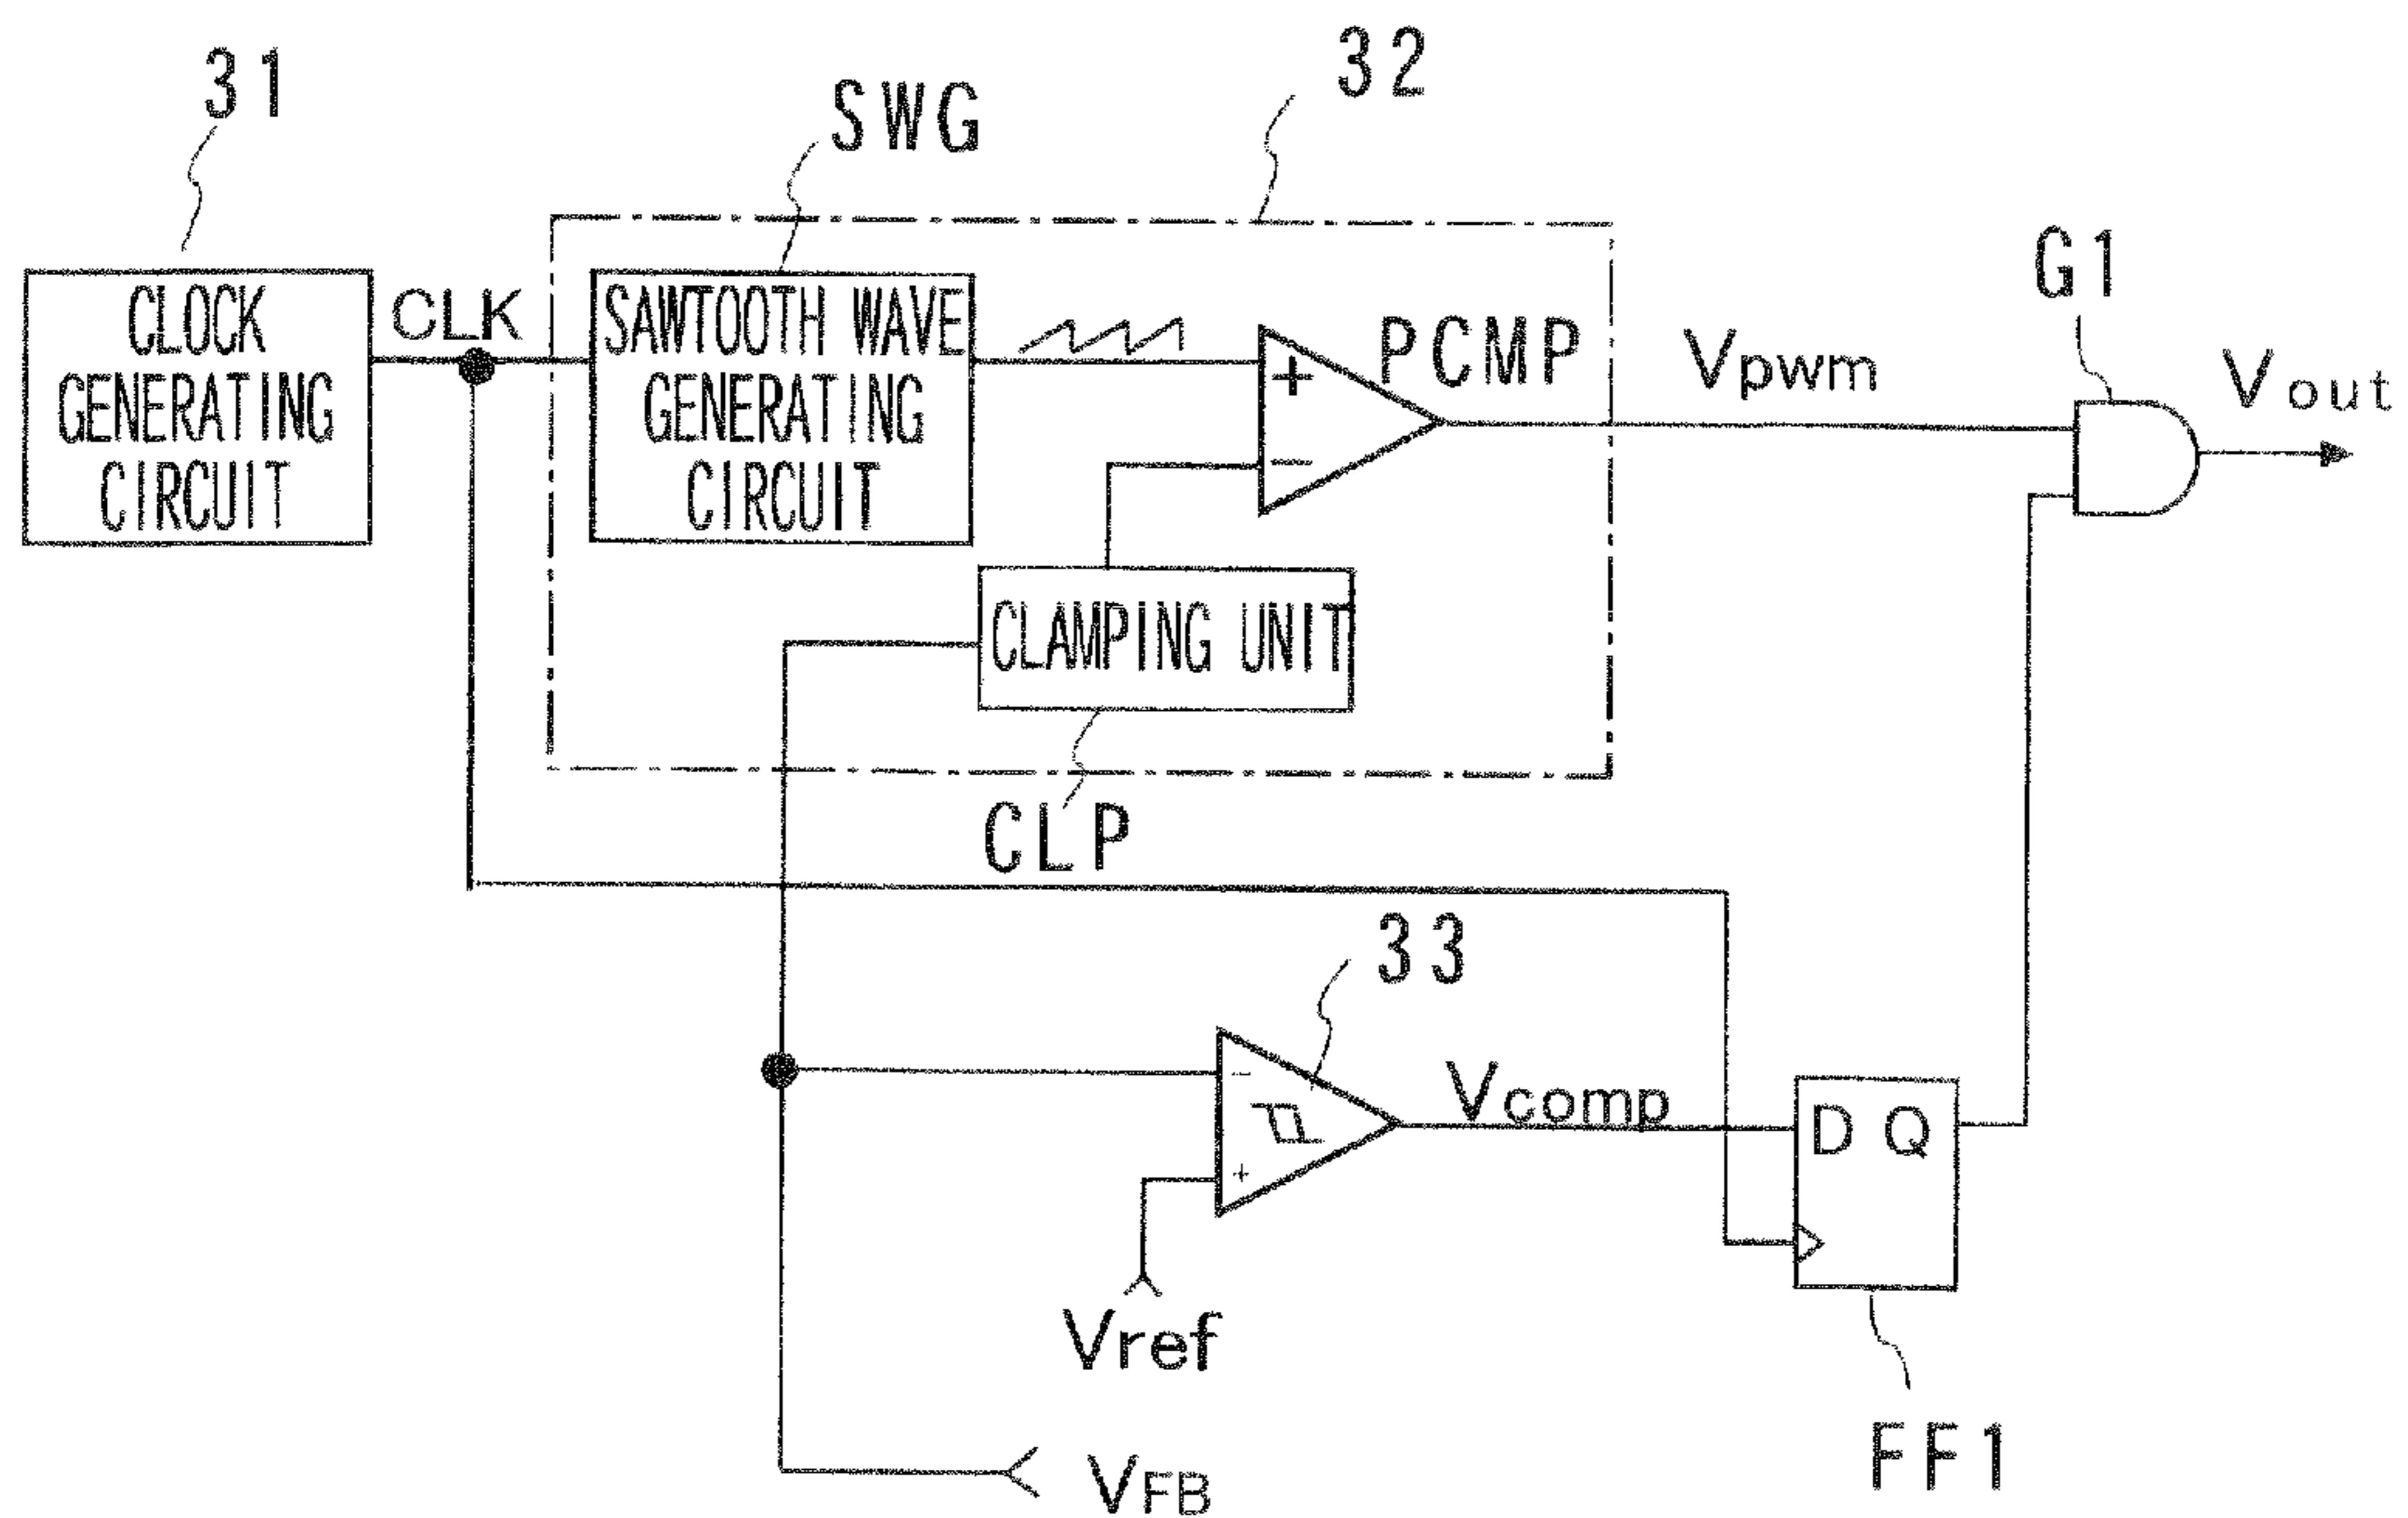 31
32
SWG
G1
CLOCK
GENERATING
CIRCUIT
CLK
SAWTOOTH WAVE
GENERATING
CIRCUIT
+
−
PCMP
Vpwm
Vout
CLAMPING UNIT
CLP
33
−
+
Vcomp
D Q
Vref
VFB
FF1